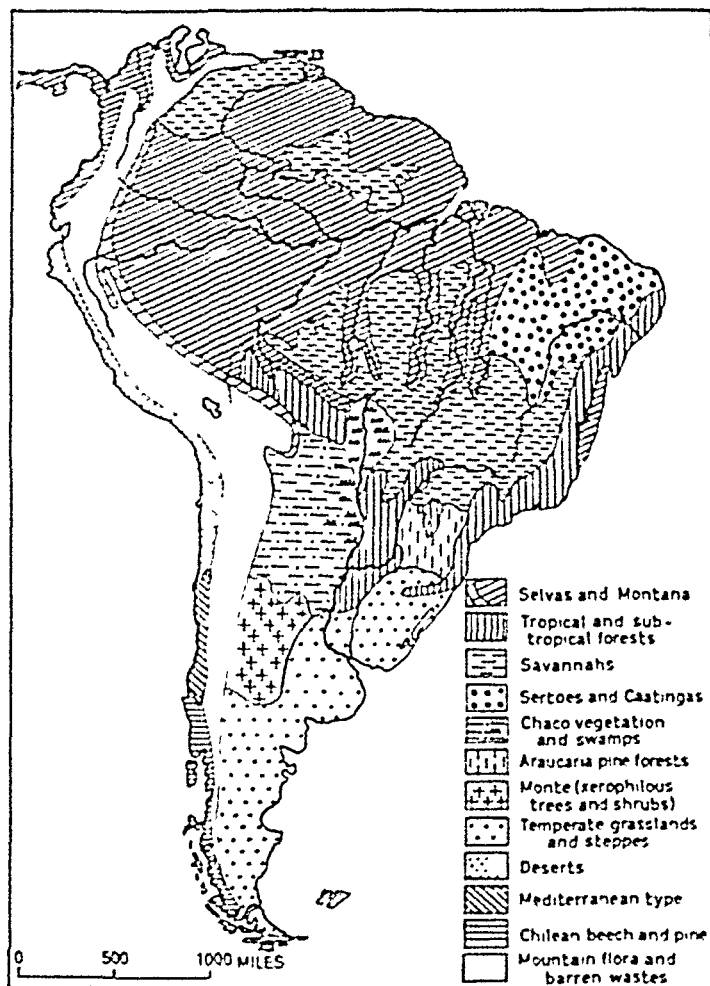 Selvas and Montana
Tropical and sub-
tropical forests
Savannahs
Sertoes and Caatingas
Chaco vegetation
and swamps
Araucaria pine forests
Monte (xerophilous
trees and shrubs)
Temperate grasslands
and steppes
Deserts
Mediterranean type
Chilean beech and pine
Mountain flora and
barren wastes
0 500 1000 MILES